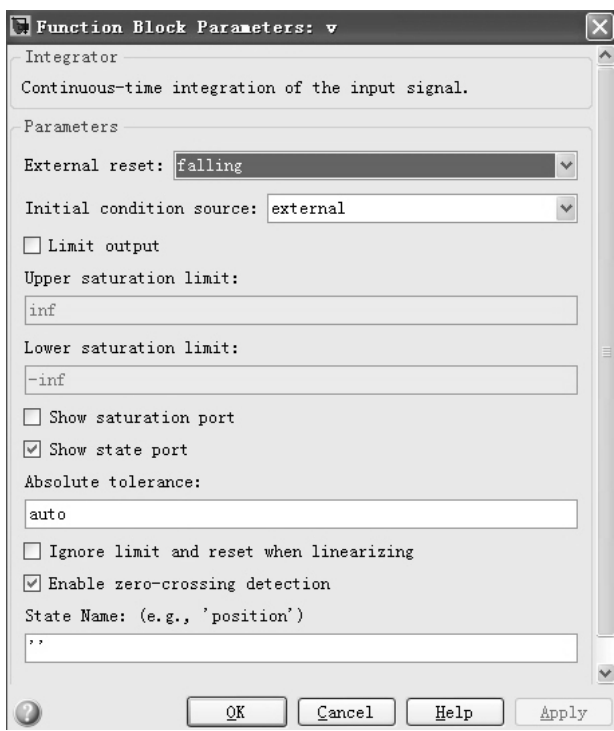 Function Block Parameters: v
Integrator
Continuous-time integration of the input signal.
Parameters
External reset: falling
Initial condition source: external
Limit output
Upper saturation limit:
inf
Lower saturation limit:
-inf
Show saturation port
Show state port
Absolute tolerance:
auto
Ignore limit and reset when linearizing
Enable zero-crossing detection
State Name: (e.g., 'position')
''
? OK Cancel Help Apply